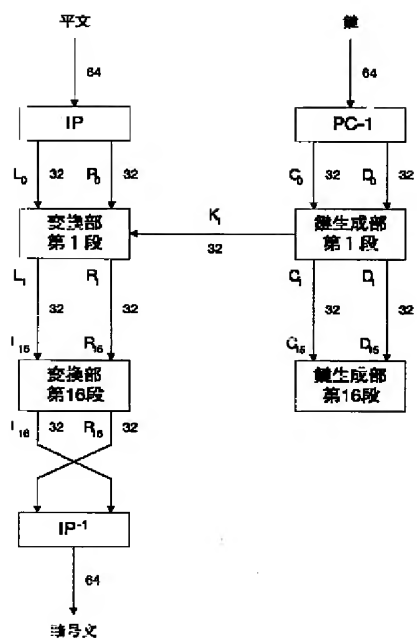 平文
鍵
64
64
IP
PC-1
L₀ 32 R₀ 32
C₀ 32 D₀ 32
変換部
第1段
K₁
32
鍵生成部
第1段
L₁ R₁
C₁ D₁
32 32
32 32
L₁₅ R₁₅
C₁₅ D₁₅
変換部
第16段
鍵生成部
第16段
L₁₆ 32 R₁₆ 32
IP⁻¹
64
暗号文